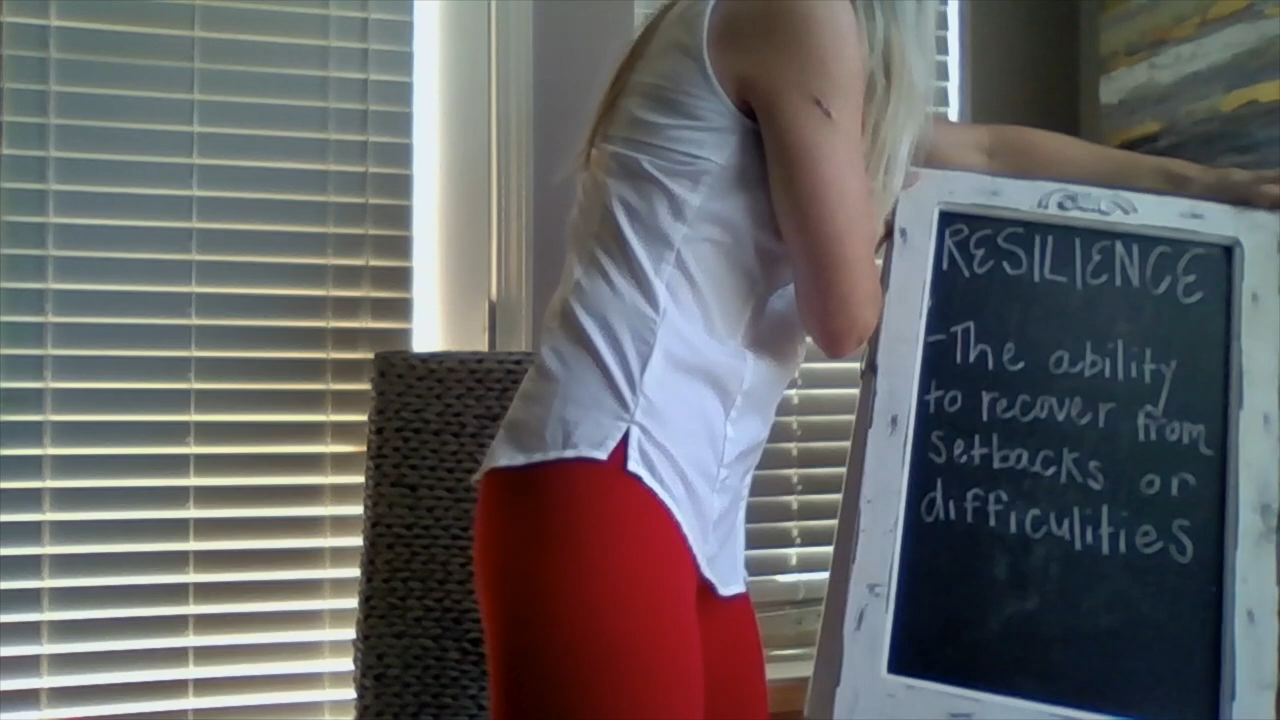 RESILIENCE
-The ability
to recover from
setbacks or
difficulities